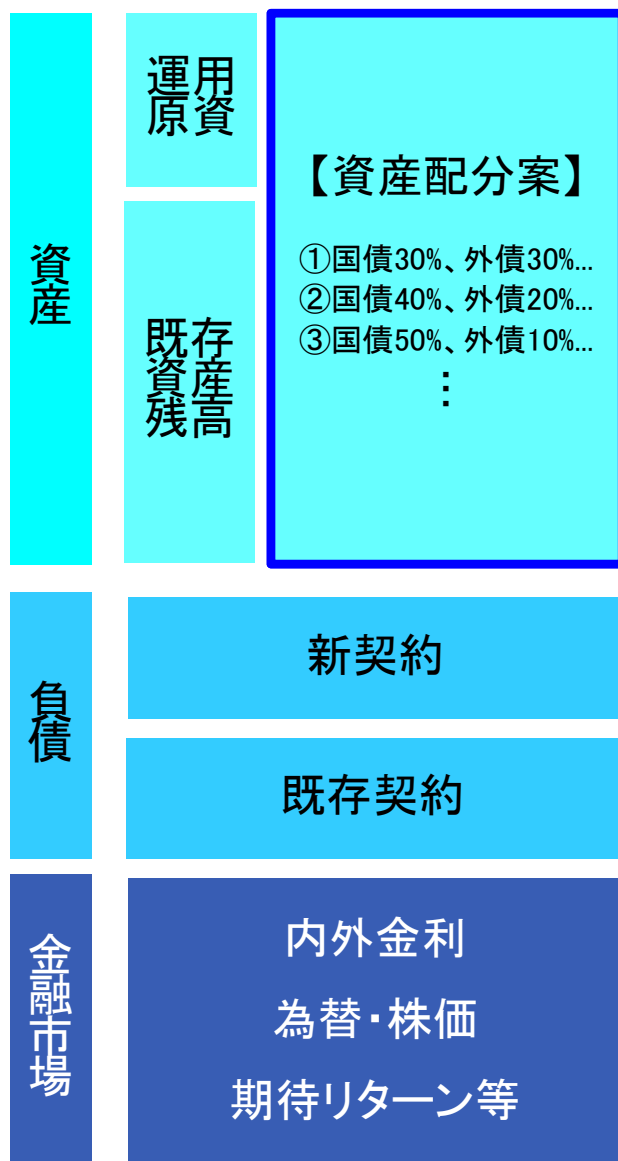 資産
運用
原資
既存
資産
残高
【資産配分案】
①国債30%、外債30%…
②国債40%、外債20%…
③国債50%、外債10%…
⋮
負債
新契約
既存契約
金融市場
内外金利
為替・株価
期待リターン等